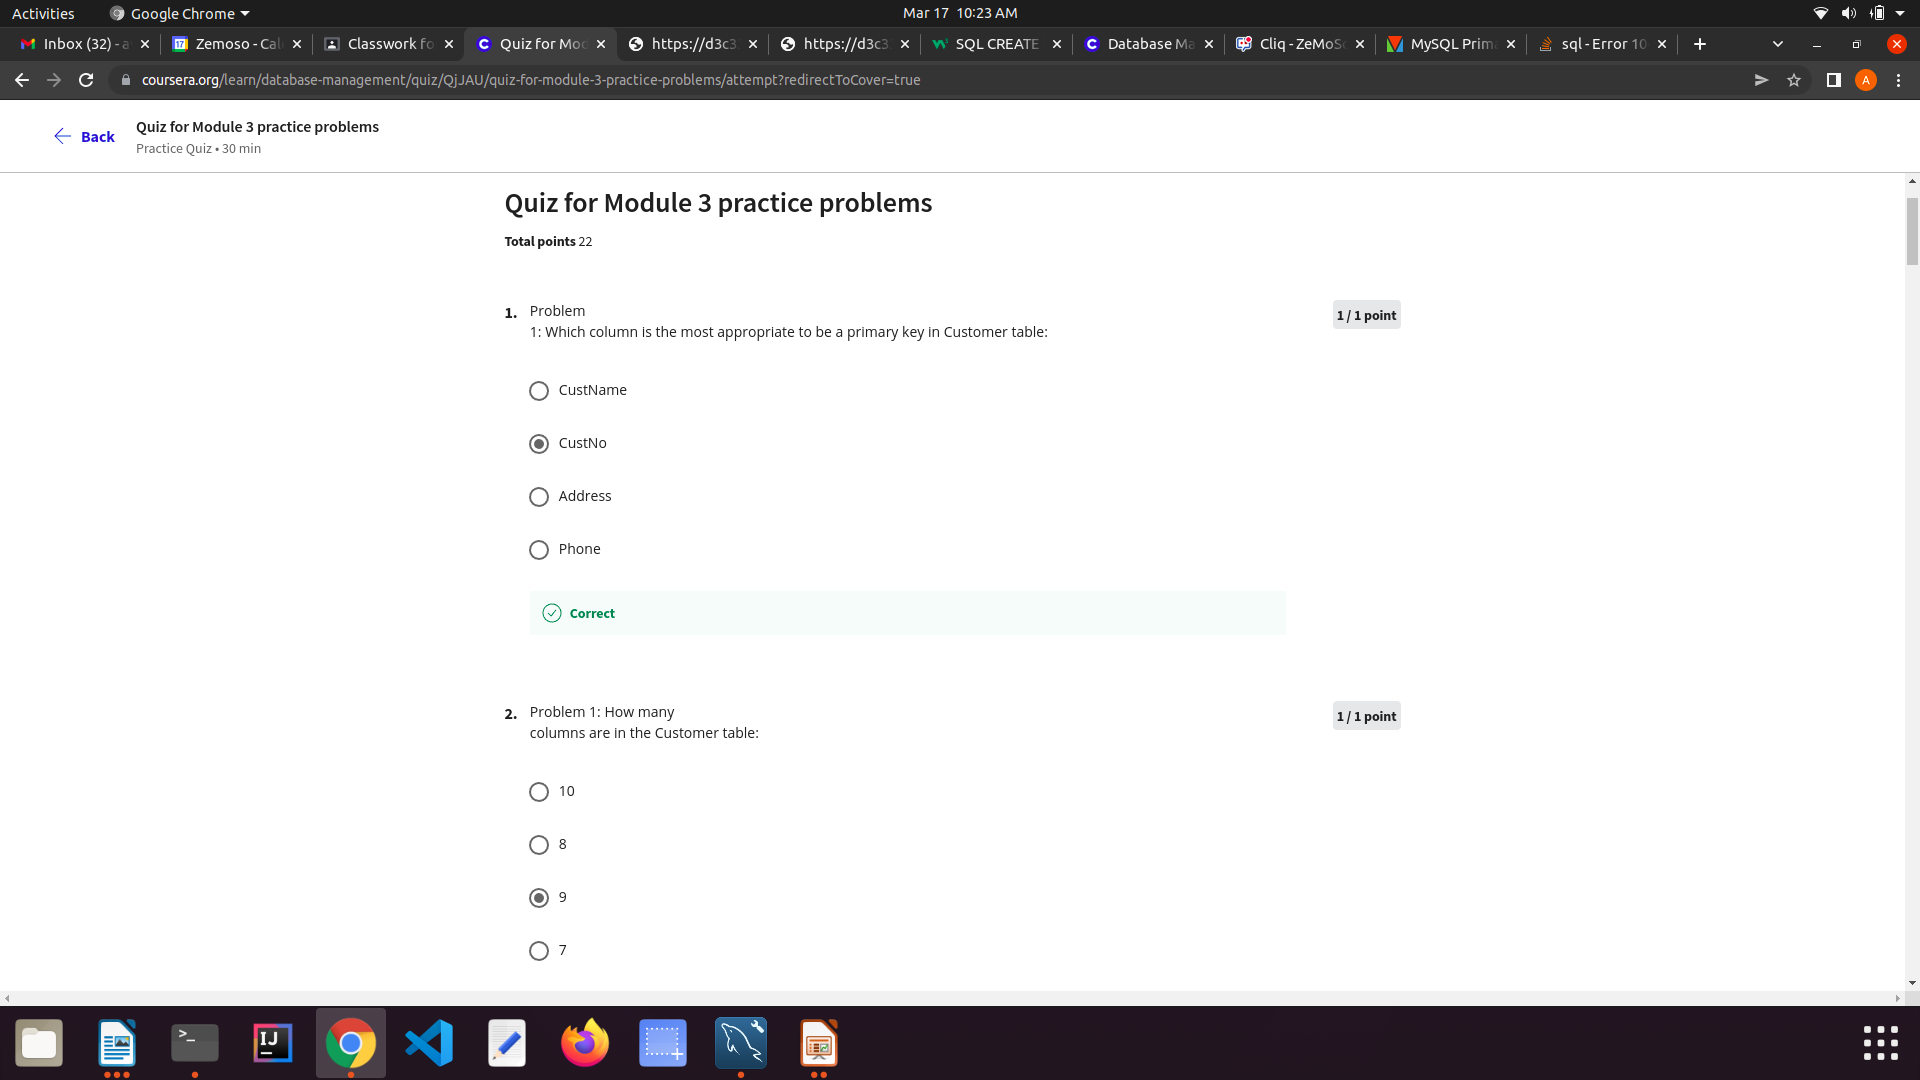 Activities
Google Chrome
Mar 17 10:23 AM
Inbox (32) - a
Zemoso - Cal
Classwork fo
Quiz for Mod
https://d3c3
https://d3c3
SQL CREATE
Database Ma
Cliq - ZeMoSo
MySQL Prima
sql - Error 10
coursera.org/learn/database-management/quiz/QjJAU/quiz-for-module-3-practice-problems/attempt?redirectToCover=true
A
Back
Quiz for Module 3 practice problems
Practice Quiz • 30 min
Quiz for Module 3 practice problems
Total points 22
1.
Problem
1: Which column is the most appropriate to be a primary key in Customer table:
1 / 1 point
CustName
CustNo
Address
Phone
Correct
2.
Problem 1: How many
columns are in the Customer table:
1 / 1 point
10
8
9
7